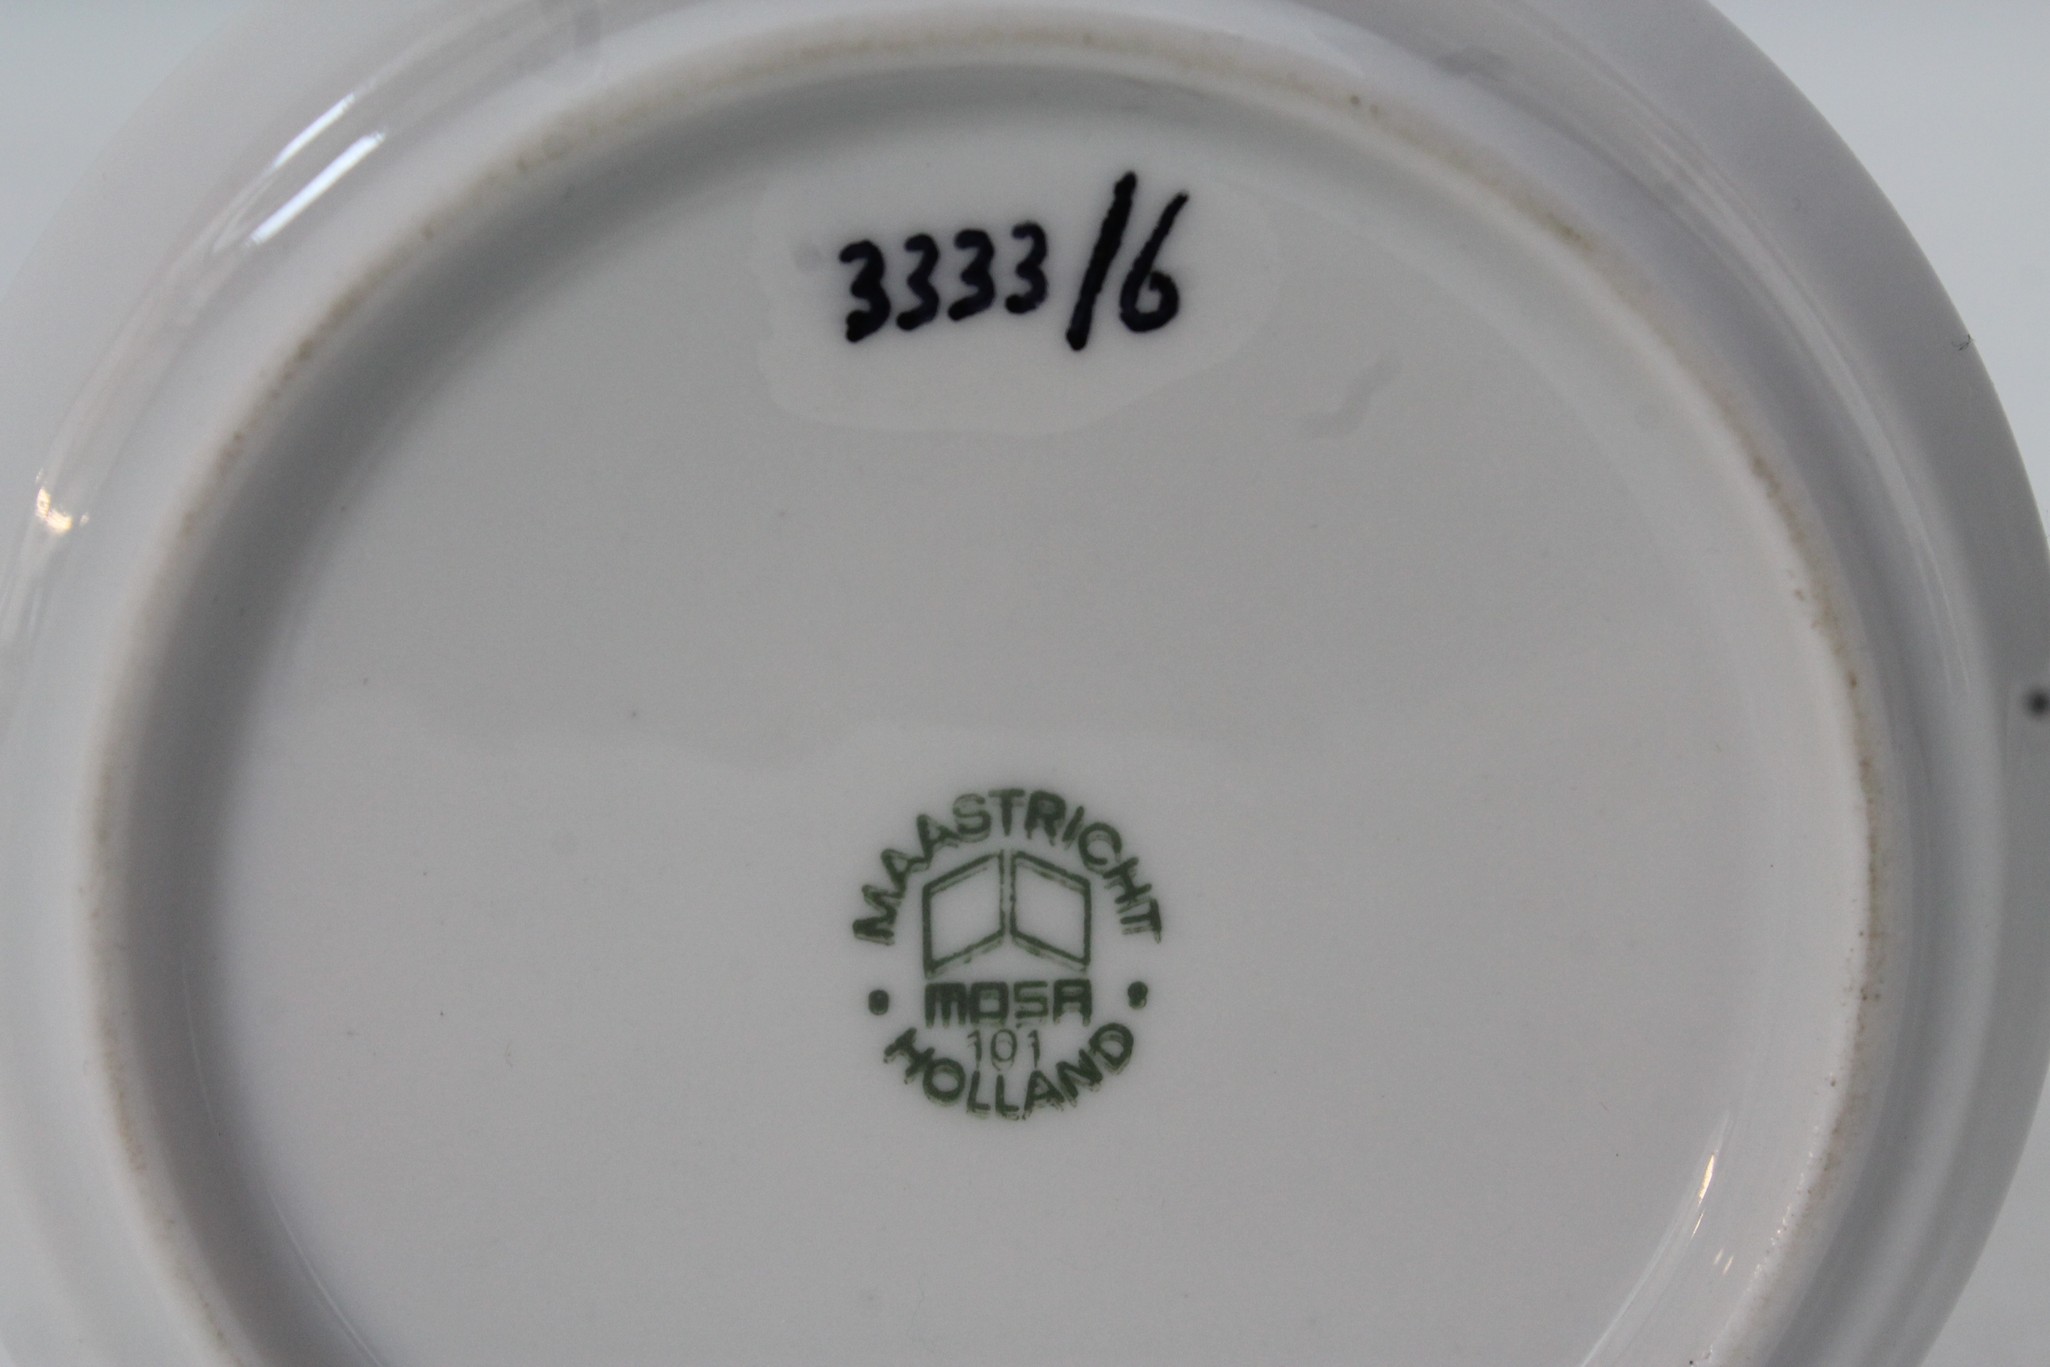 3333/6
MAASTRICHT
MOSA
101
HOLLAND